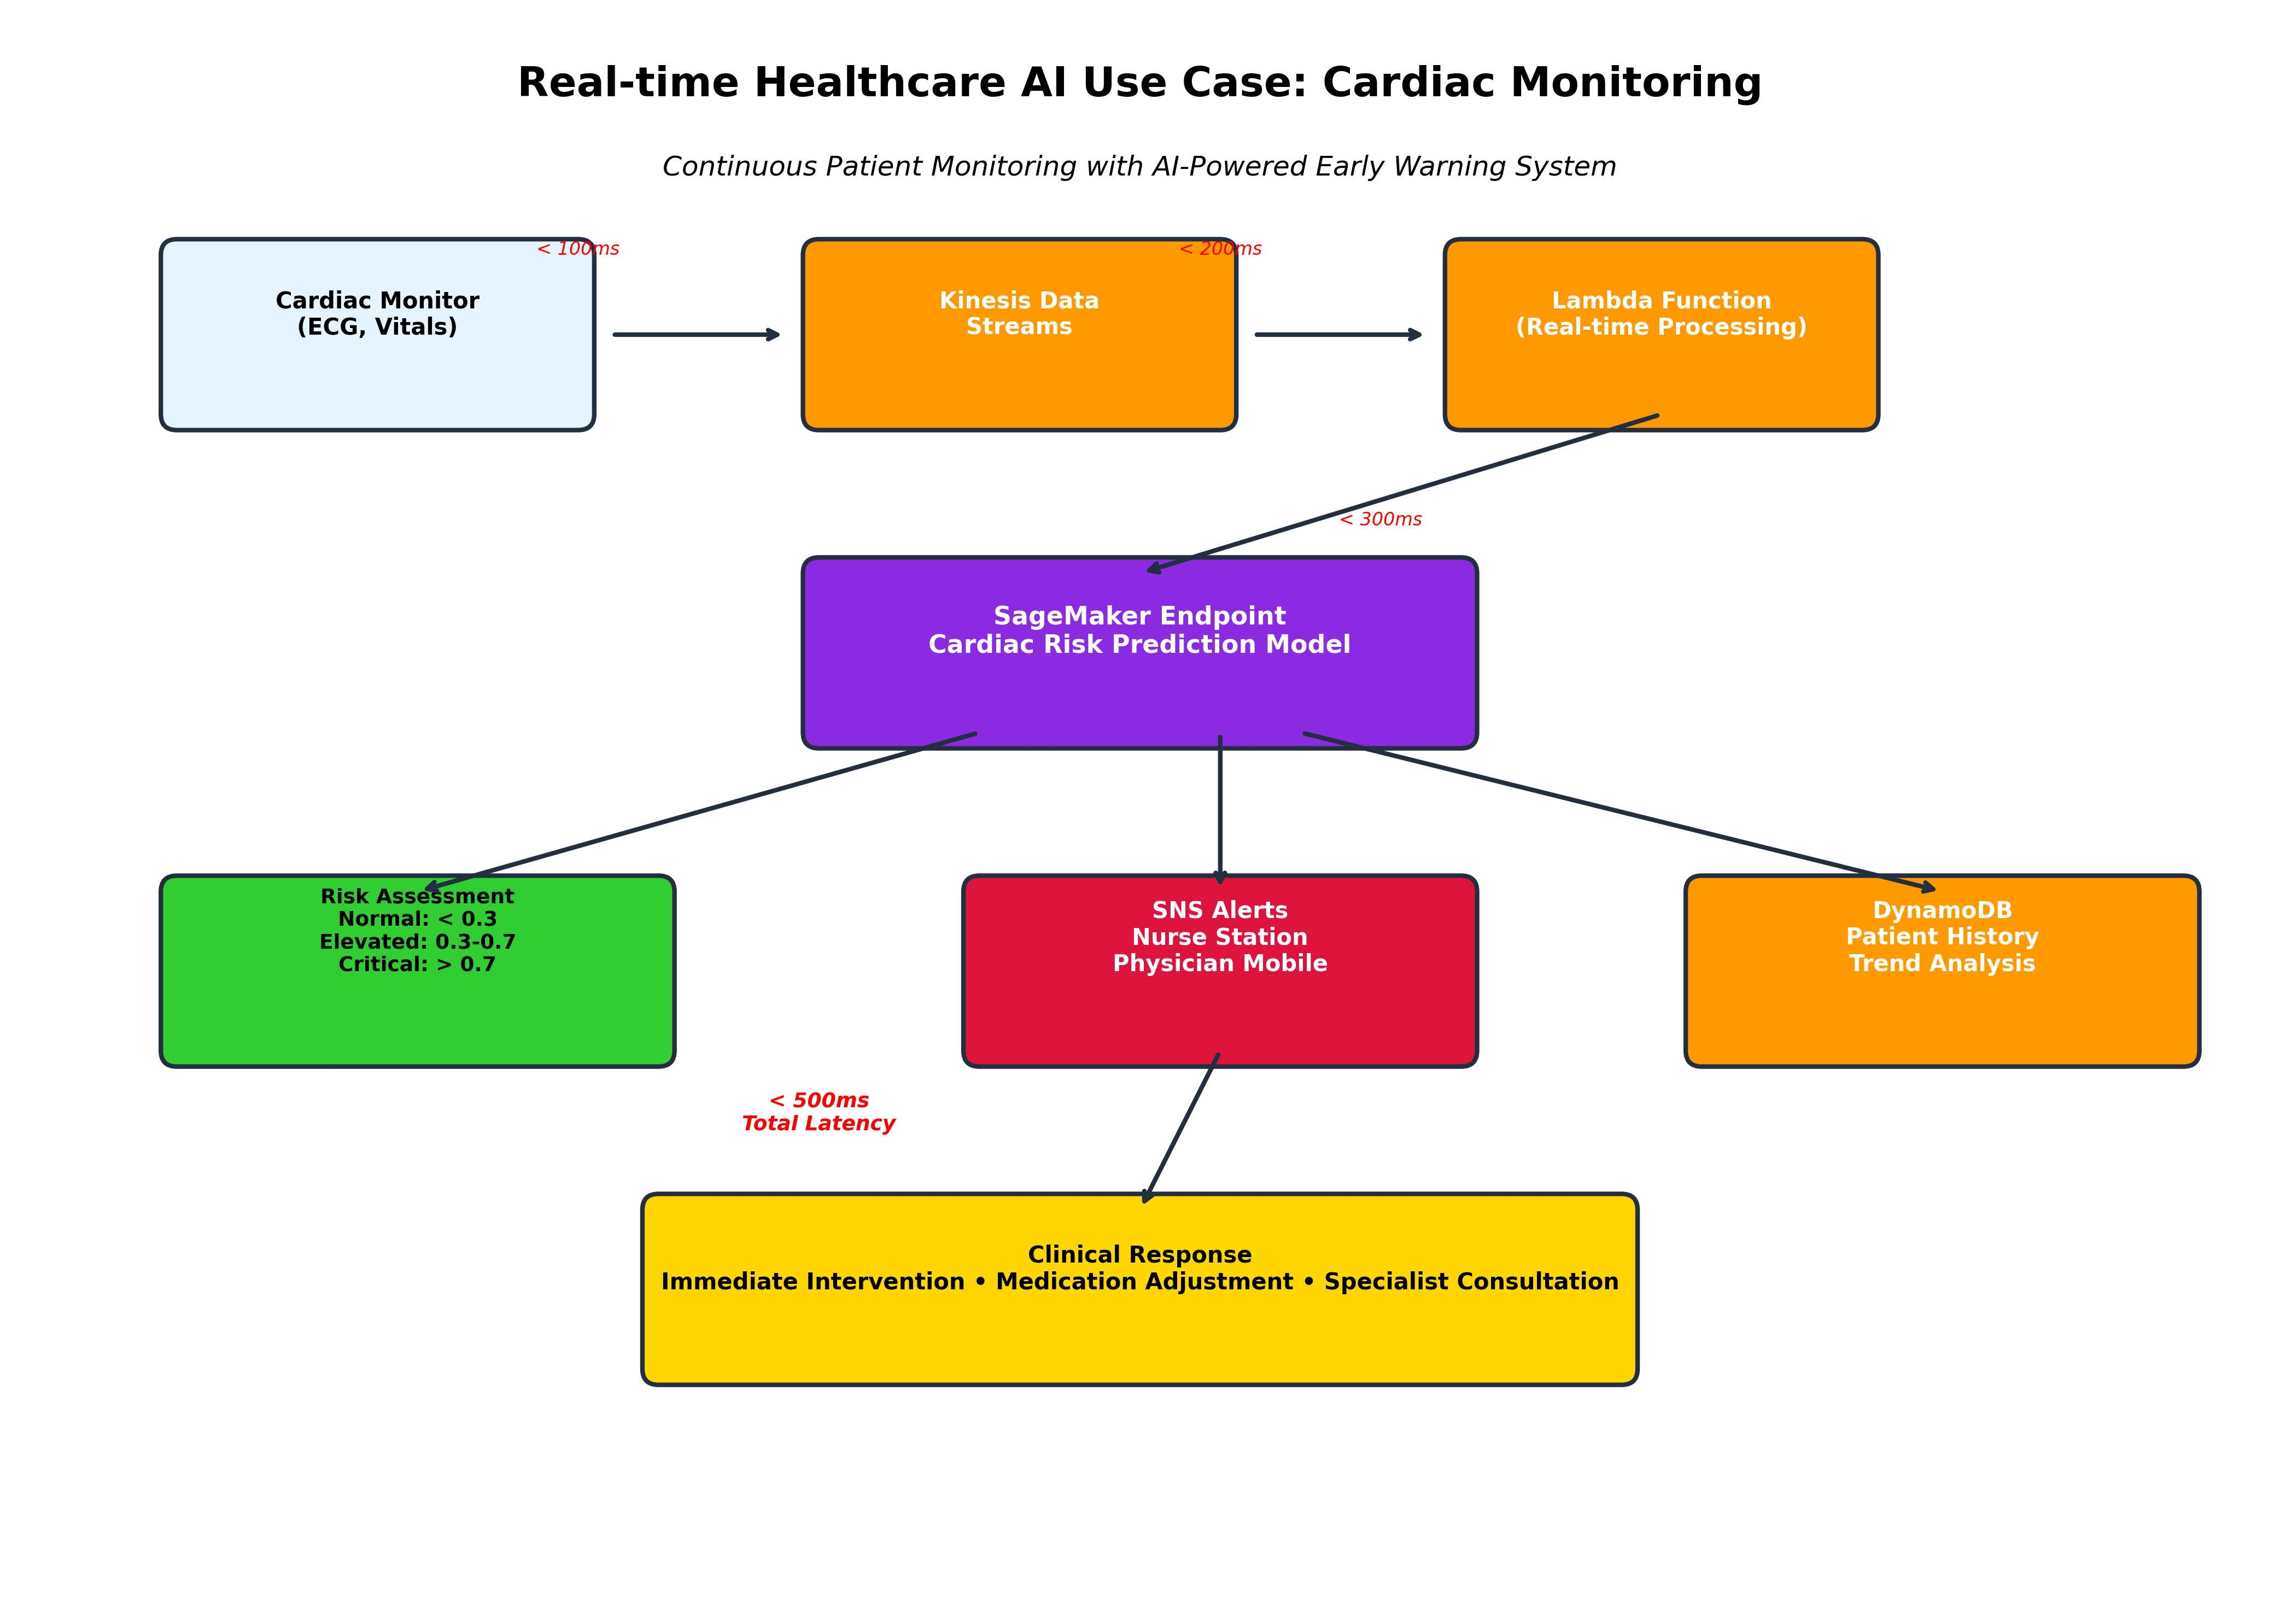 Real-time Healthcare AI Use Case: Cardiac Monitoring
Continuous Patient Monitoring with AI-Powered Early Warning System
< 100ms
< 200ms
Cardiac Monitor
(ECG, Vitals)
Kinesis Data
Streams
Lambda Function
(Real-time Processing)
< 300ms
SageMaker Endpoint
Cardiac Risk Prediction Model
Risk Assessment
Normal: < 0.3
Elevated: 0.3-0.7
Critical: > 0.7
SNS Alerts
Nurse Station
Physician Mobile
DynamoDB
Patient History
Trend Analysis
< 500ms
Total Latency
Clinical Response
Immediate Intervention • Medication Adjustment • Specialist Consultation